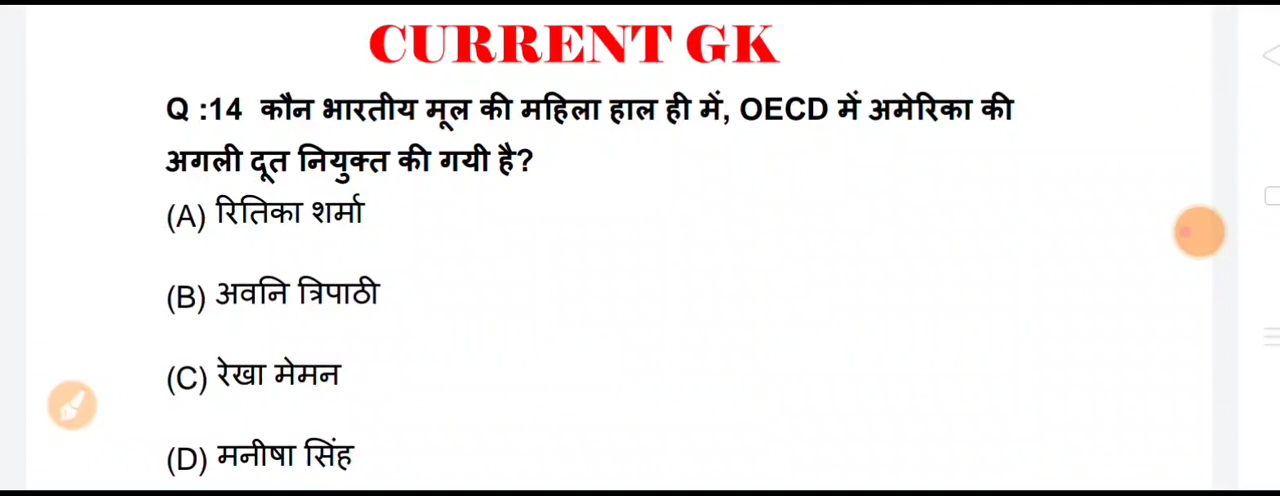 CURRENT GK
Q :14 कौन भारतीय मूल की महिला हाल ही में, OECD में अमेरिका की
अगली दूत नियुक्त की गयी है?
(A) रितिका शर्मा
(B) अवनि त्रिपाठी
(C) रेखा मेमन
(D) मनीषा सिंह